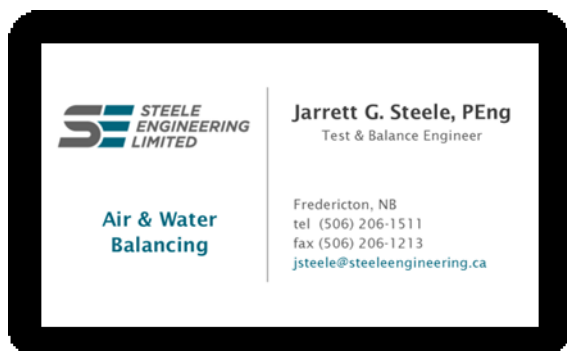 SE STEELE
ENGINEERING
LIMITED
Air & Water
Balancing
Jarrett G. Steele, PEng
Test & Balance Engineer
Fredericton, NB
tel (506) 206-1511
fax (506) 206-1213
jsteele@steeleengineering.ca